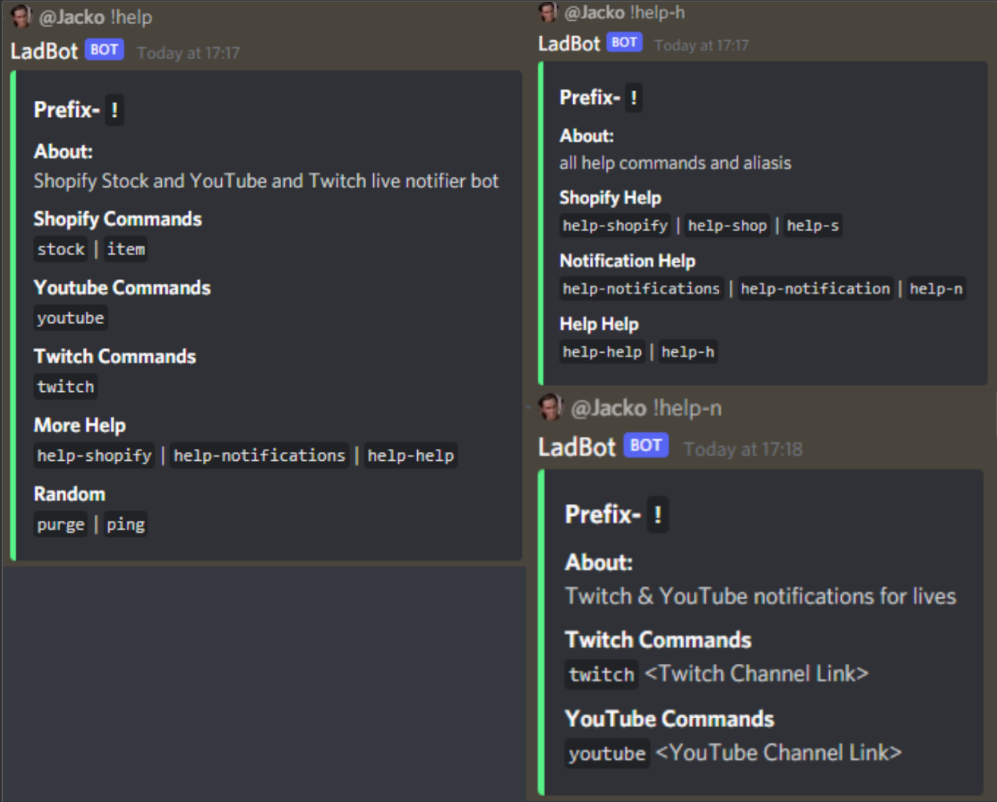 @Jacko !help
LadBot BOT Today at 17:17
Prefix- !
About:
Shopify Stock and YouTube and Twitch live notifier bot
Shopify Commands
stock | item
Youtube Commands
youtube
Twitch Commands
twitch
More Help
help-shopify | help-notifications | help-help
Random
purge | ping
@Jacko !help-h
LadBot BOT Today at 17:17
Prefix- !
About:
all help commands and aliasis
Shopify Help
help-shopify | help-shop | help-s
Notification Help
help-notifications | help-notification | help-n
Help Help
help-help | help-h
@Jacko !help-n
LadBot BOT Today at 17:18
Prefix- !
About:
Twitch & YouTube notifications for lives
Twitch Commands
twitch <Twitch Channel Link>
YouTube Commands
youtube <YouTube Channel Link>